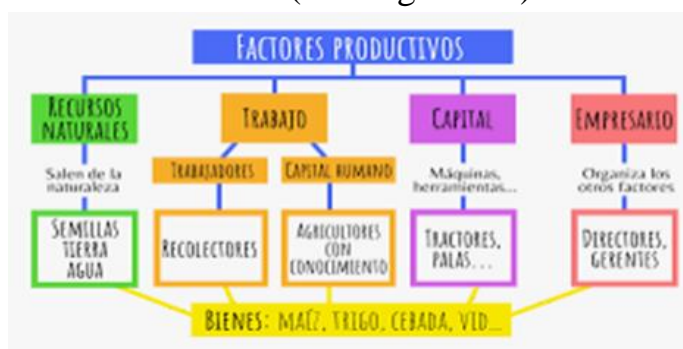 FACTORES PRODUCTIVOS
RECURSOS
NATURALES
TRABAJO
CAPITAL
EMPRESARIO
Salen de la
naturaleza
TRABAJADORES
CAPITAL HUMANO
Máquinas,
herramientas...
Organiza los
otros factores
SEMILLAS
TIERRA
AGUA
RECOLECTORES
AGRICULTORES
CON
CONOCIMIENTO
TRACTORES,
PALAS...
DIRECTORES,
GERENTES
BIENES: MAÍZ, TRIGO, CEBADA, VID...